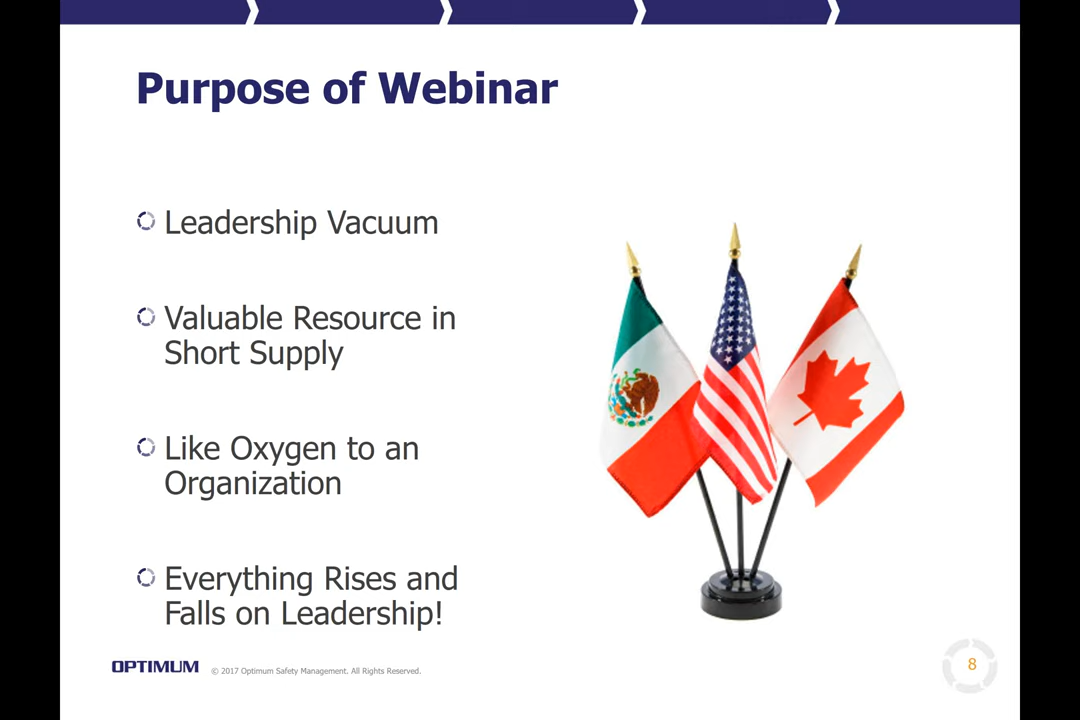 Purpose of Webinar
Leadership Vacuum
Valuable Resource in
Short Supply
Like Oxygen to an
Organization
Everything Rises and
Falls on Leadership!
OPTIMUM © 2017 Optimum Safety Management. All Rights Reserved.
8